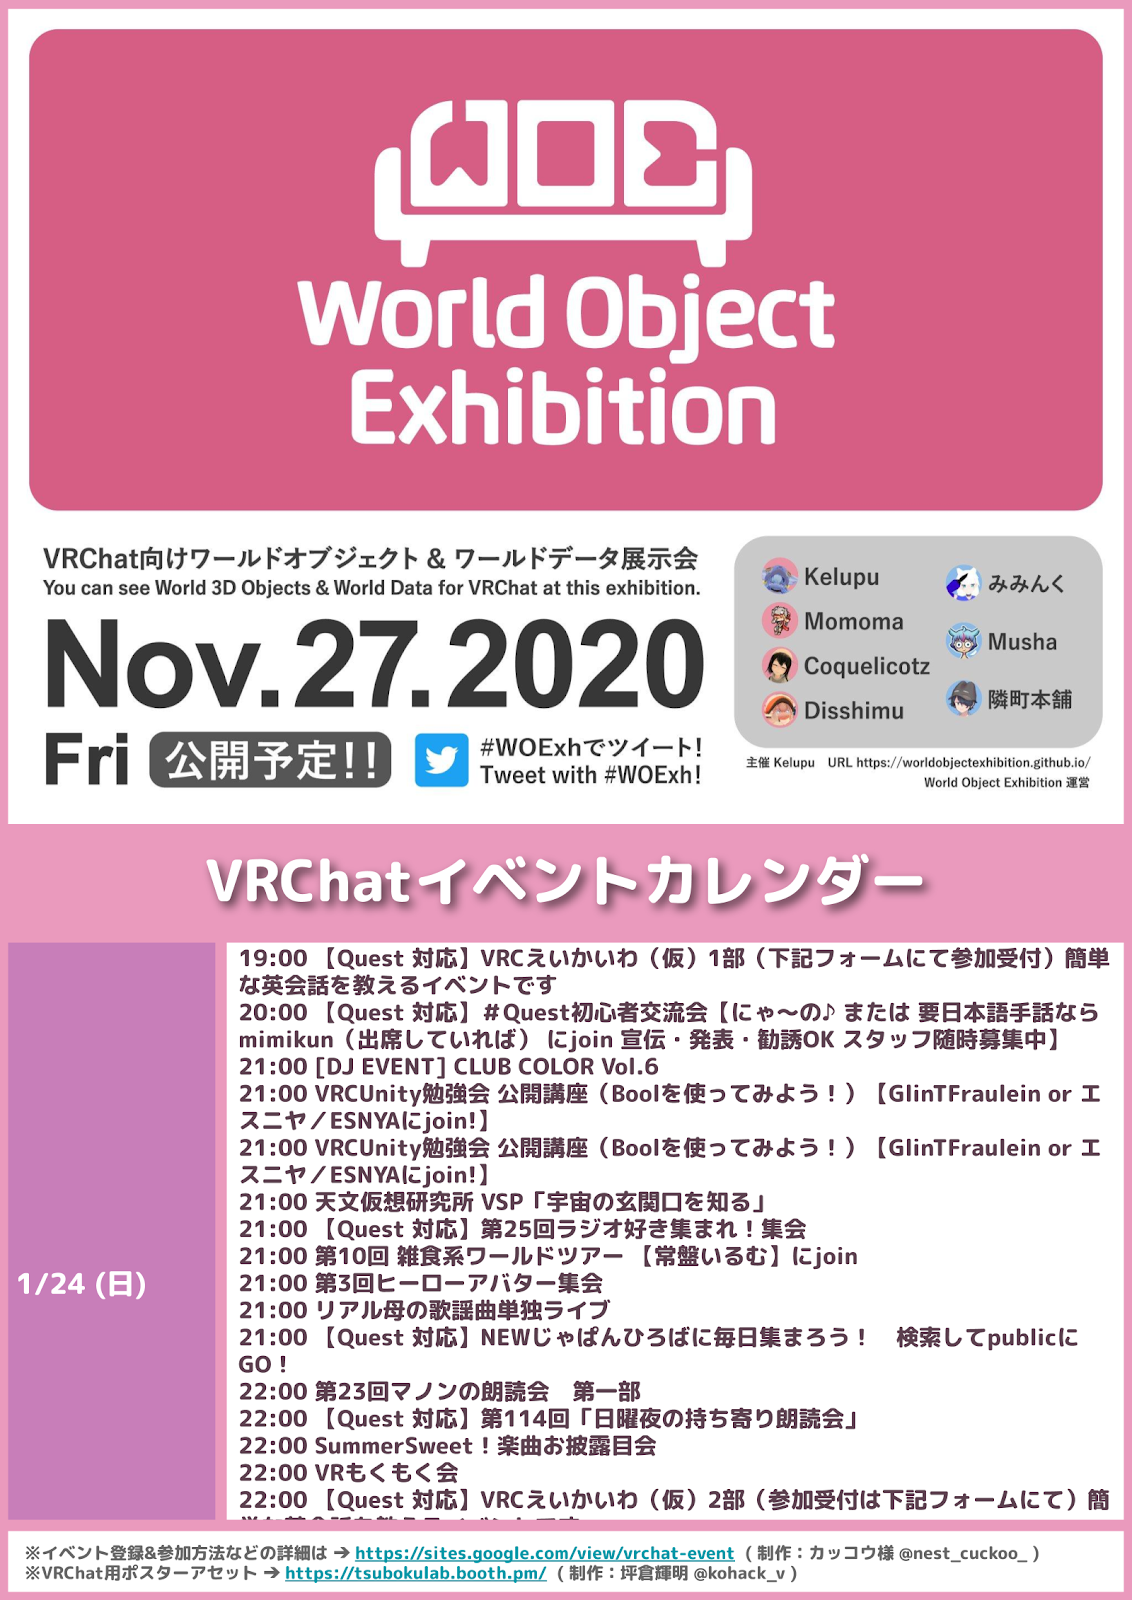 WOE
World Object
Exhibition
VRChat向けワールドオブジェクト & ワールドデータ展示会
You can see World 3D Objects & World Data for VRChat at this exhibition.
Nov.27.2020
Fri 公開予定!!
#WOExhでツイート!
Tweet with #WOExh!
Kelupu
Momoma
Coquelicotz
Disshimu
みみんく
Musha
隣町本舗
主催 Kelupu URL https://worldobjectexhibition.github.io/
World Object Exhibition 運営
VRChatイベントカレンダー
1/24 (日)
19:00 【Quest 対応】VRCえいかいわ（仮）1部（下記フォームにて参加受付）簡単
な英会話を教えるイベントです
20:00 【Quest 対応】＃Quest初心者交流会【にゃ～の♪ または 要日本語手話なら
mimikun（出席していれば） にjoin 宣伝・発表・勧誘OK スタッフ随時募集中】
21:00 [DJ EVENT] CLUB COLOR Vol.6
21:00 VRCUnity勉強会 公開講座（Boolを使ってみよう！）【GlinTFraulein or エ
スニヤ／ESNYAにjoin!】
21:00 VRCUnity勉強会 公開講座（Boolを使ってみよう！）【GlinTFraulein or エ
スニヤ／ESNYAにjoin!】
21:00 天文仮想研究所 VSP「宇宙の玄関口を知る」
21:00 【Quest 対応】第25回ラジオ好き集まれ！集会
21:00 第10回 雑食系ワールドツアー 【常盤いるむ】にjoin
21:00 第3回ヒーローアバター集会
21:00 リアル母の歌謡曲単独ライブ
21:00 【Quest 対応】NEWじゃぱんひろばに毎日集まろう！　検索してpublicに
GO！
22:00 第23回マノンの朗読会　第一部
22:00 【Quest 対応】第114回「日曜夜の持ち寄り朗読会」
22:00 SummerSweet！楽曲お披露目会
22:00 VRもくもく会
22:00 【Quest 対応】VRCえいかいわ（仮）2部（参加受付は下記フォームにて）簡
※イベント登録&参加方法などの詳細は ➔ https://sites.google.com/view/vrchat-event （ 制作：カッコウ様 @nest_cuckoo_ ）
※VRChat用ポスターアセット ➔ https://tsubokulab.booth.pm/ （ 制作：坪倉輝明 @kohack_v ）